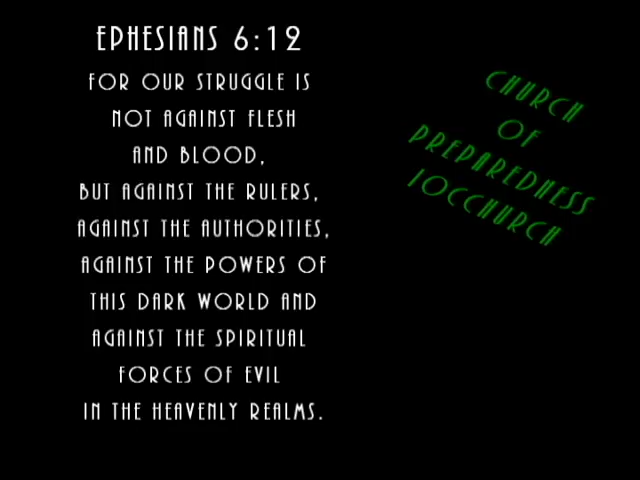 EPHESIANS 6:12
FOR OUR STRUGGLE IS
NOT AGAINST FLESH
AND BLOOD,
BUT AGAINST THE RULERS,
AGAINST THE AUTHORITIES,
AGAINST THE POWERS OF
THIS DARK WORLD AND
AGAINST THE SPIRITUAL
FORCES OF EVIL
IN THE HEAVENLY REALMS.
CHURCH
OF
PREPAREDNESS
IOCCHURCH